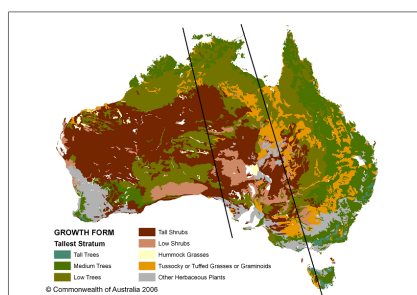 GROWTH FORM
Tallest Stratum
Tall Trees
Medium Trees
Low Trees
Tall Shrubs
Low Shrubs
Hummock Grasses
Tussocky or Tufted Grasses or Graminoids
Other Herbaceous Plants
© Commonwealth of Australia 2006